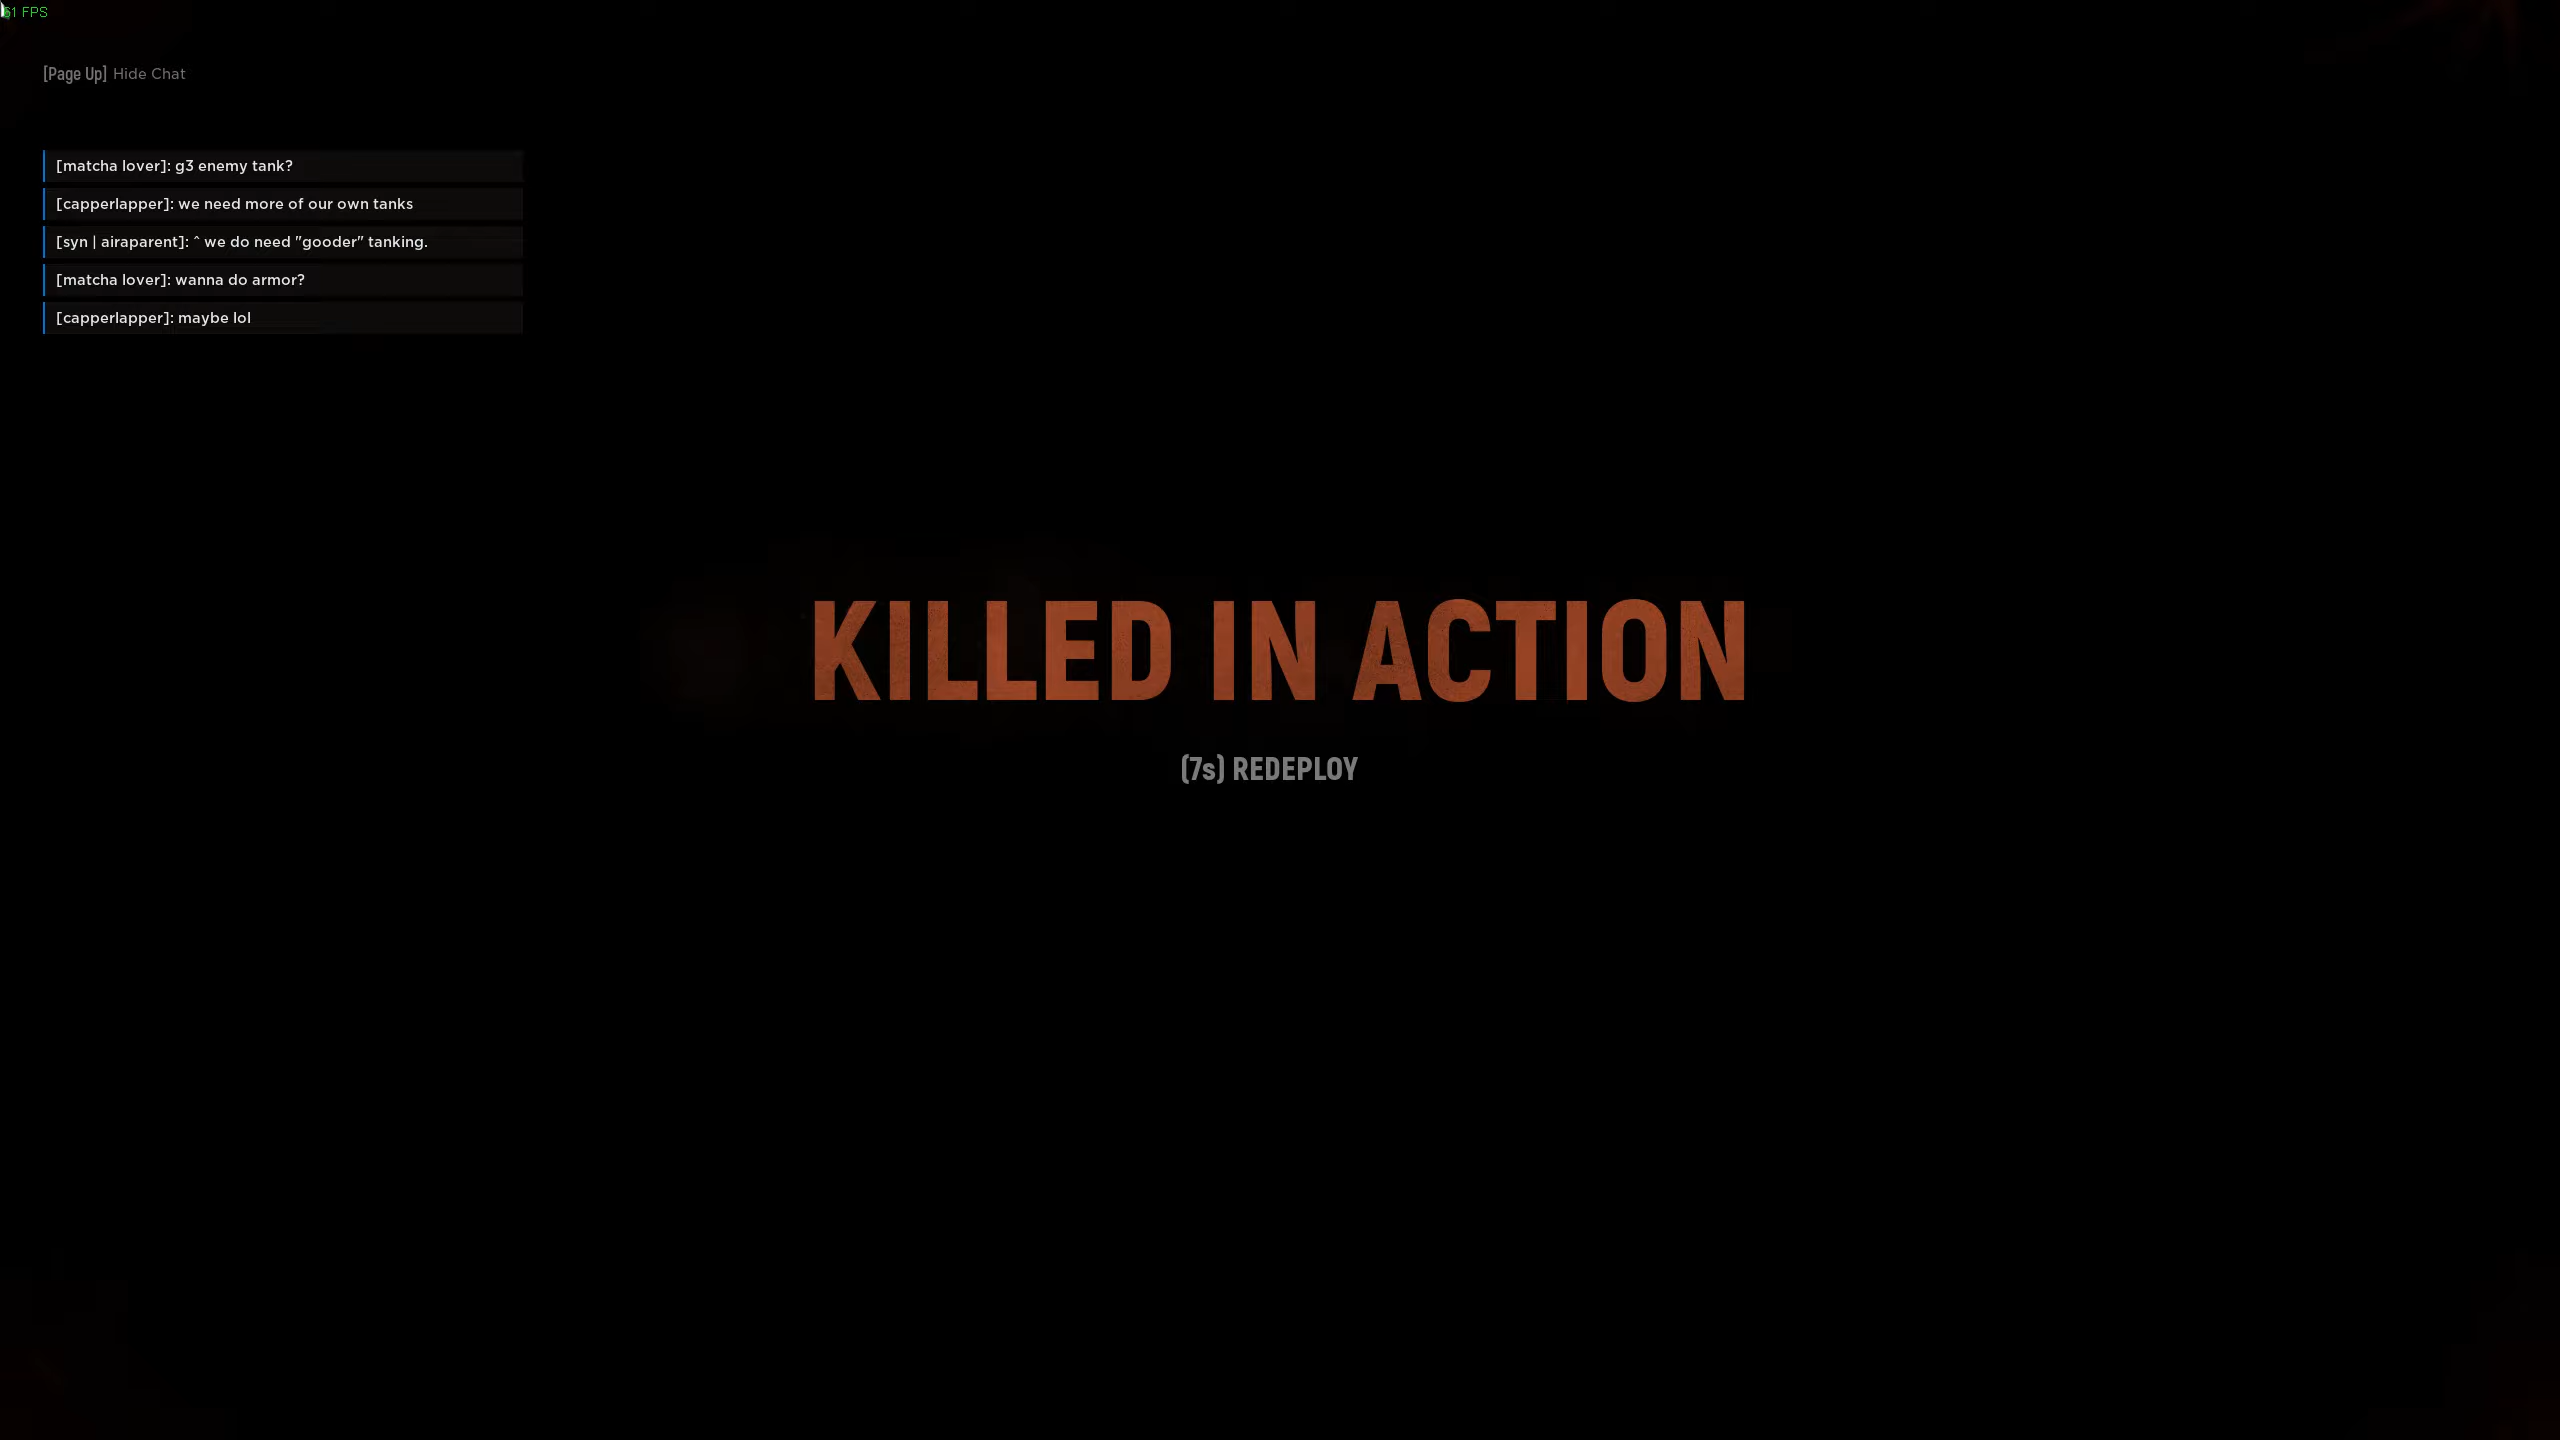 61 FPS
[Page Up] Hide Chat
[matcha lover]: g3 enemy tank?
[capperlapper]: we need more of our own tanks
[syn | airaparent]: ^ we do need "gooder" tanking.
[matcha lover]: wanna do armor?
[capperlapper]: maybe lol
KILLED IN ACTION
(7s) REDEPLOY